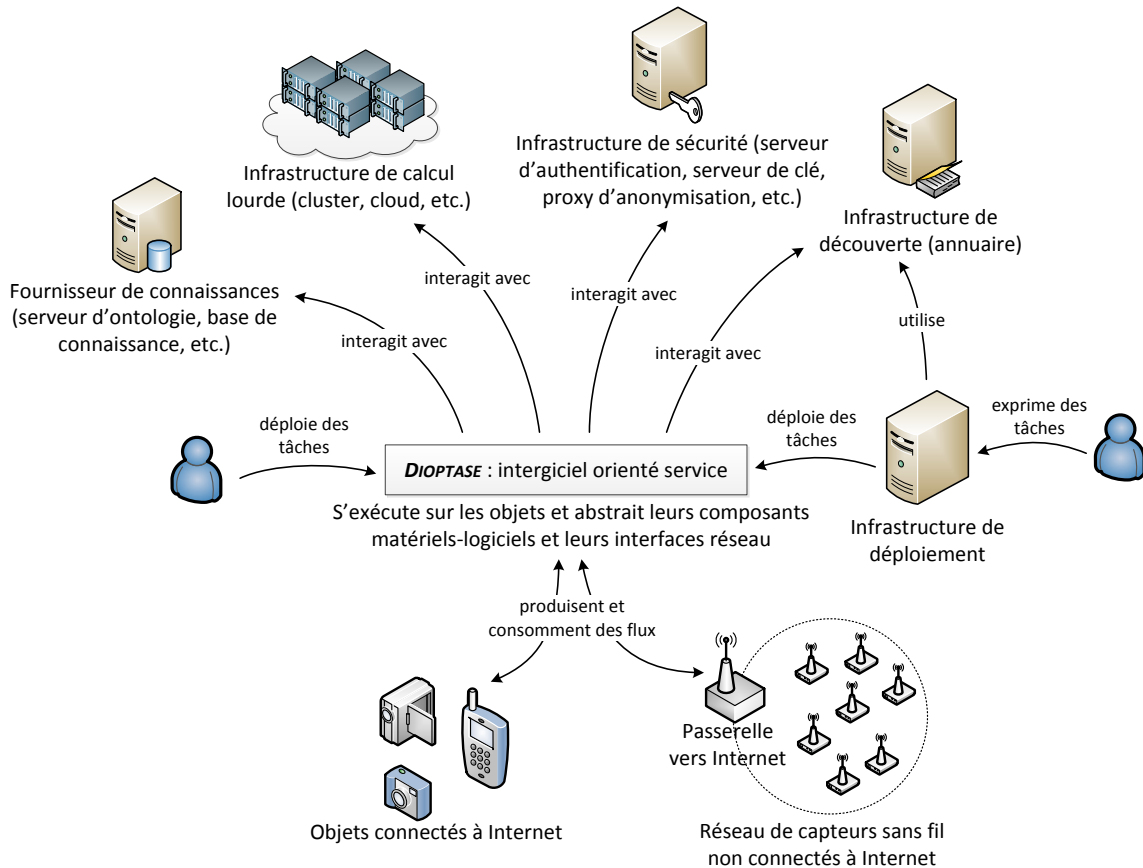 Infrastructure de calcul
lourde (cluster, cloud, etc.)
Infrastructure de sécurité (serveur
d'authentification, serveur de clé,
proxy d'anonymisation, etc.)
Infrastructure de
découverte (annuaire)
Fournisseur de connaissances
(serveur d'ontologie, base de
connaissance, etc.)
interagit avec
interagit avec
interagit avec
interagit avec
utilise
déploie des
tâches
déploie des
tâches
exprime des
tâches
DIOPTASE : intergiciel orienté service
S'exécute sur les objets et abstrait leurs composants
matériels-logiciels et leurs interfaces réseau
Infrastructure de
déploiement
produisent et
consomment des flux
Passerelle
vers Internet
Objets connectés à Internet
Réseau de capteurs sans fil
non connectés à Internet